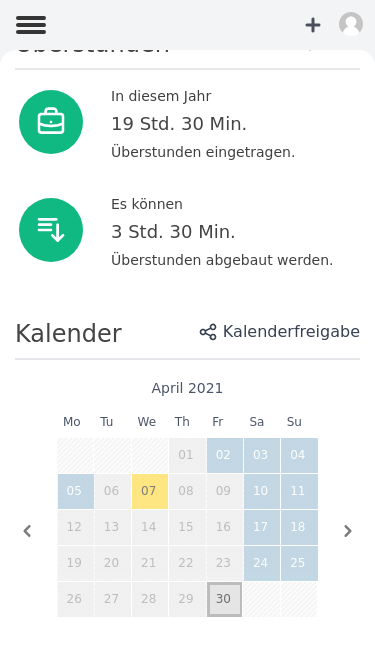 Überstunden
In diesem Jahr
19 Std. 30 Min.
Überstunden eingetragen.
Es können
3 Std. 30 Min.
Überstunden abgebaut werden.
Kalender
Kalenderfreigabe
April 2021
Mo Tu We Th Fr Sa Su
01 02 03 04
05 06 07 08 09 10 11
12 13 14 15 16 17 18
19 20 21 22 23 24 25
26 27 28 29 30